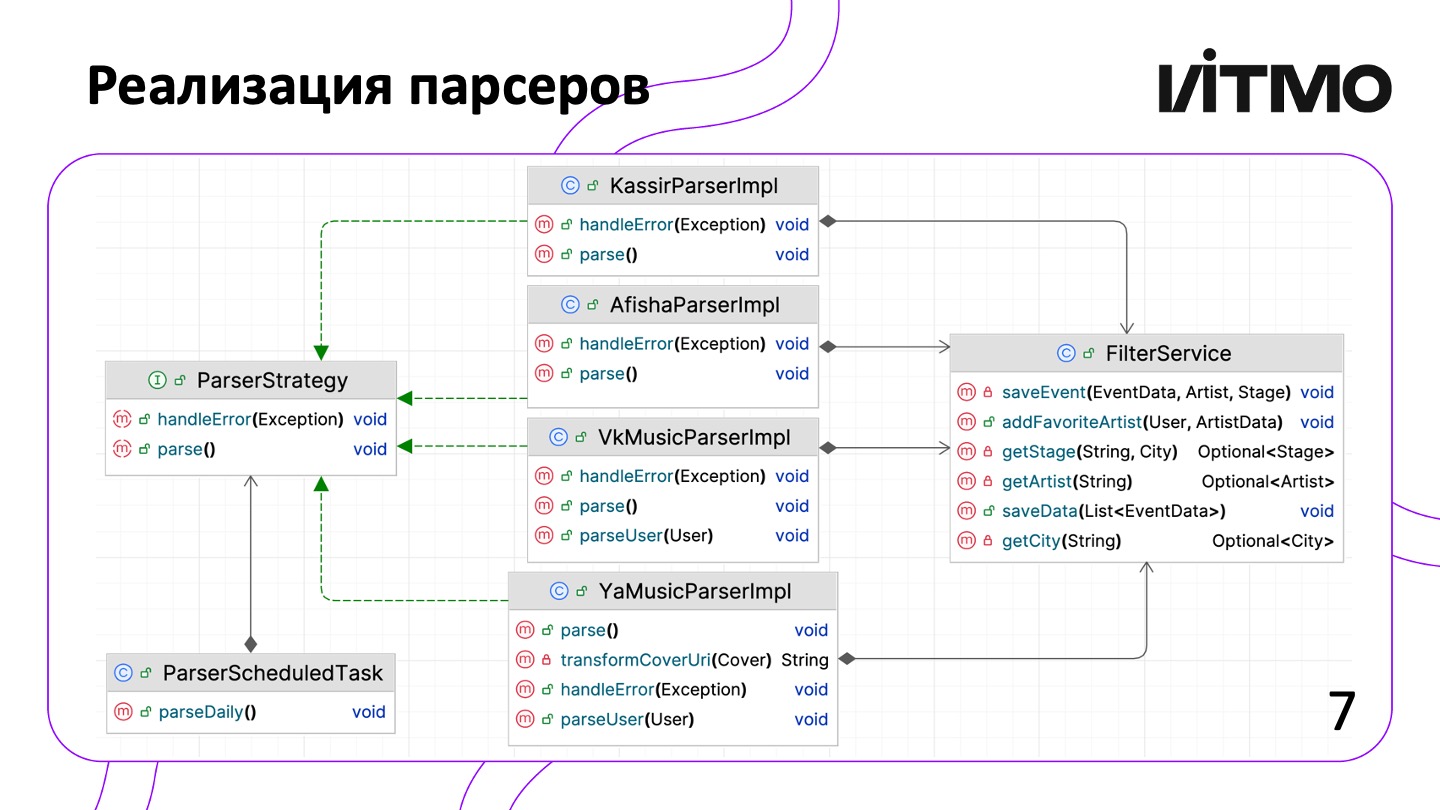 Реализация парсеров
ITMO
KassirParserImpl
handleError(Exception) void
parse() void
AfishaParserImpl
handleError(Exception) void
parse() void
VkMusicParserImpl
handleError(Exception) void
parse() void
parseUser(User) void
YaMusicParserImpl
parse() void
transformCoverUri(Cover) String
handleError(Exception) void
parseUser(User) void
ParserStrategy
handleError(Exception) void
parse() void
ParserScheduledTask
parseDaily() void
FilterService
saveEvent(EventData, Artist, Stage) void
addFavoriteArtist(User, ArtistData) void
getStage(String, City) Optional<Stage>
getArtist(String) Optional<Artist>
saveData(List<EventData>) void
getCity(String) Optional<City>
7